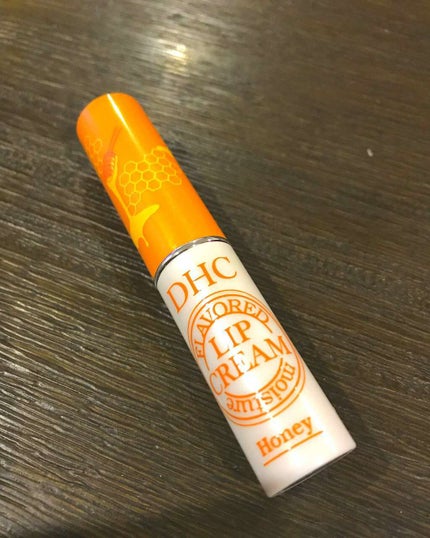 DHC
FLAVORED
LIP
CREAM
moisture
Honey